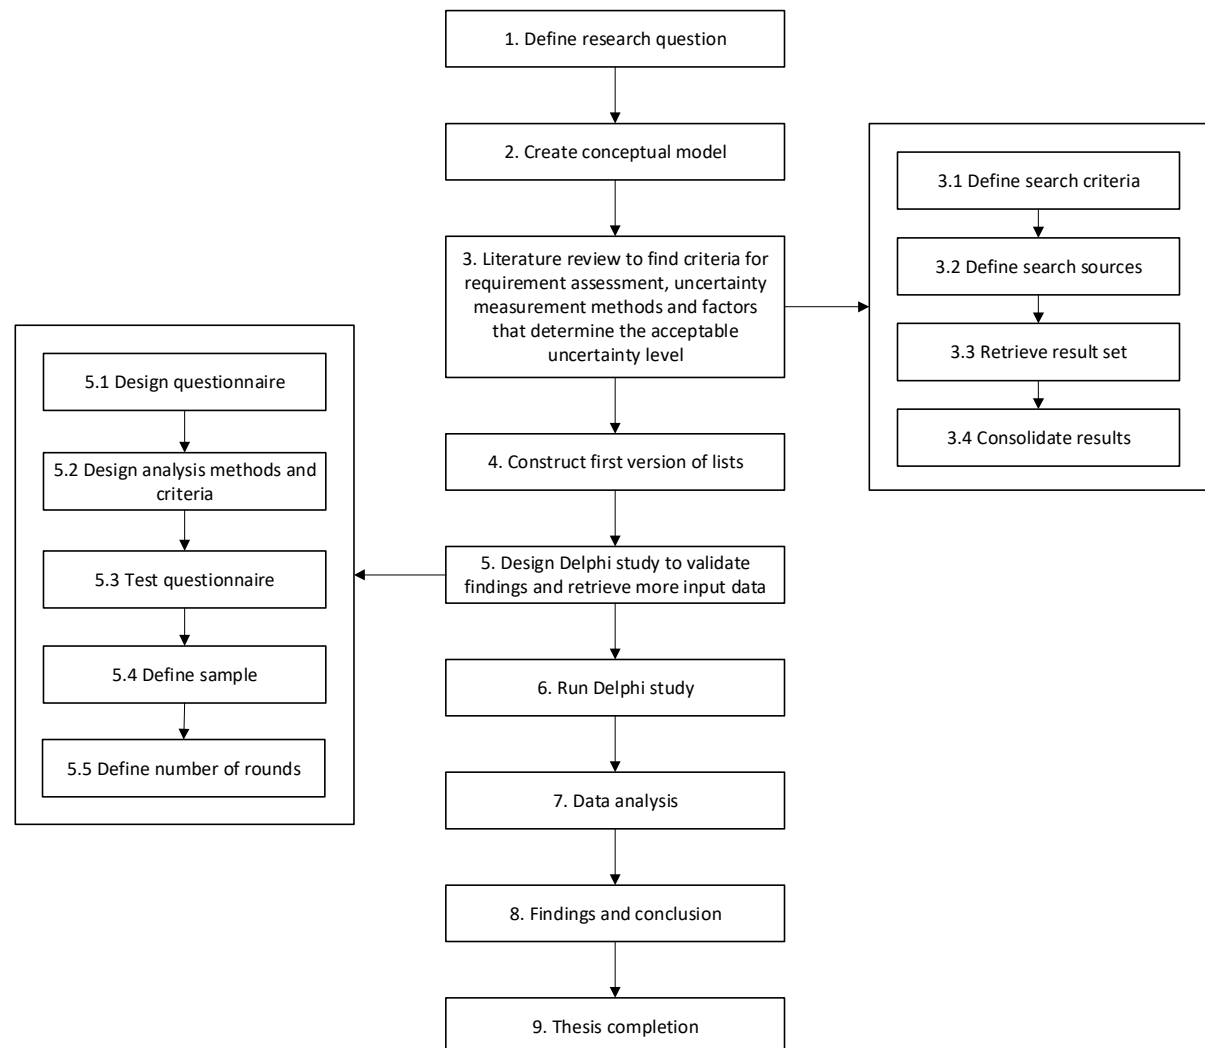 1. Define research question
2. Create conceptual model
3. Literature review to find criteria for
requirement assessment, uncertainty
measurement methods and factors
that determine the acceptable
uncertainty level
3.1 Define search criteria
3.2 Define search sources
3.3 Retrieve result set
3.4 Consolidate results
4. Construct first version of lists
5. Design Delphi study to validate
findings and retrieve more input data
5.1 Design questionnaire
5.2 Design analysis methods and
criteria
5.3 Test questionnaire
5.4 Define sample
5.5 Define number of rounds
6. Run Delphi study
7. Data analysis
8. Findings and conclusion
9. Thesis completion